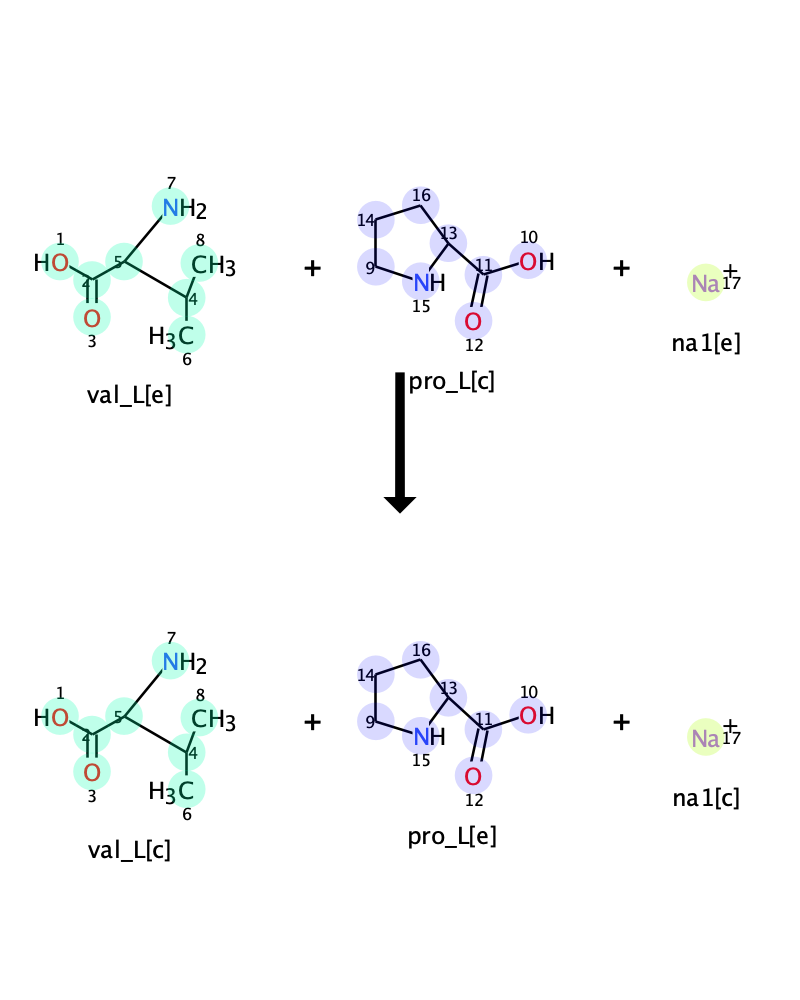 7
16
NH2
14
1
8
13
10
HO
5
CH3
+
9
11
OH
+
+
4
4
NH
Na
17
O
H3C
15
O
3
6
12
na1[e]
val_L[e]
pro_L[c]
7
16
NH2
14
1
8
13
10
HO
5
CH3
+
9
11
OH
+
+
4
4
NH
Na
17
O
H3C
15
O
3
6
12
na1[c]
val_L[c]
pro_L[e]